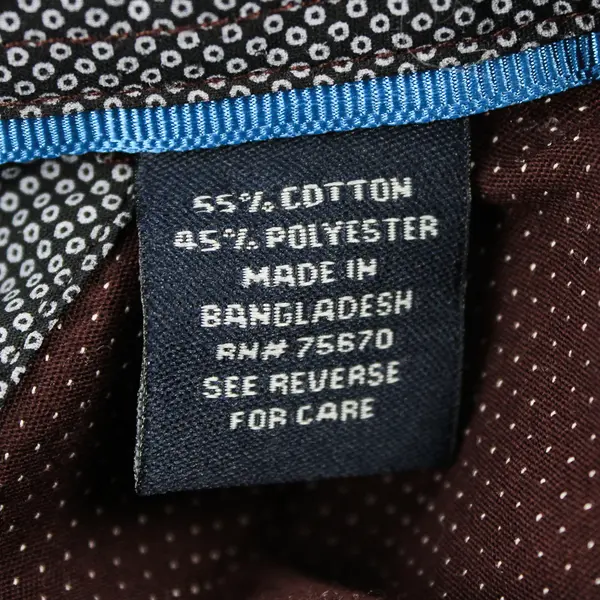 55% COTTON
45% POLYESTER
MADE IN
BANGLADESH
RN# 75670
SEE REVERSE
FOR CARE